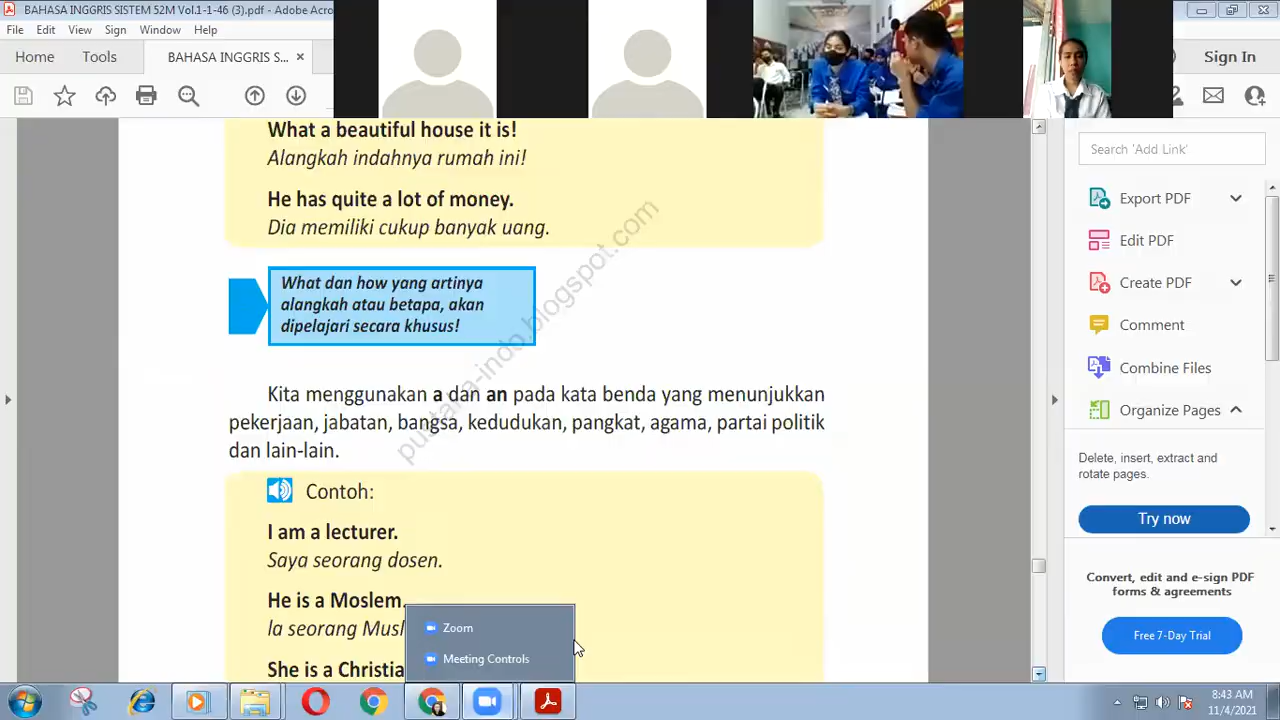 BAHASA INGGRIS SISTEM 52M Vol.1-1-46 (3).pdf - Adobe Acro
File Edit View Sign Window Help
Home Tools BAHASA INGGRIS S... × Sign In
What a beautiful house it is!
Alangkah indahnya rumah ini!
He has quite a lot of money.
Dia memiliki cukup banyak uang.
What dan how yang artinya
alangkah atau betapa, akan
dipelajari secara khusus!
pustaka-indo.blogspot.com
Kita menggunakan a dan an pada kata benda yang menunjukkan
pekerjaan, jabatan, bangsa, kedudukan, pangkat, agama, partai politik
dan lain-lain.
Contoh:
I am a lecturer.
Saya seorang dosen.
He is a Moslem.
Ia seorang Musl
She is a Christia
Zoom
Meeting Controls
Search 'Add Link'
Export PDF
Edit PDF
Create PDF
Comment
Combine Files
Organize Pages
Delete, insert, extract and
rotate pages.
Try now
Convert, edit and e-sign PDF
forms & agreements
Free 7-Day Trial
8:43 AM
11/4/2021